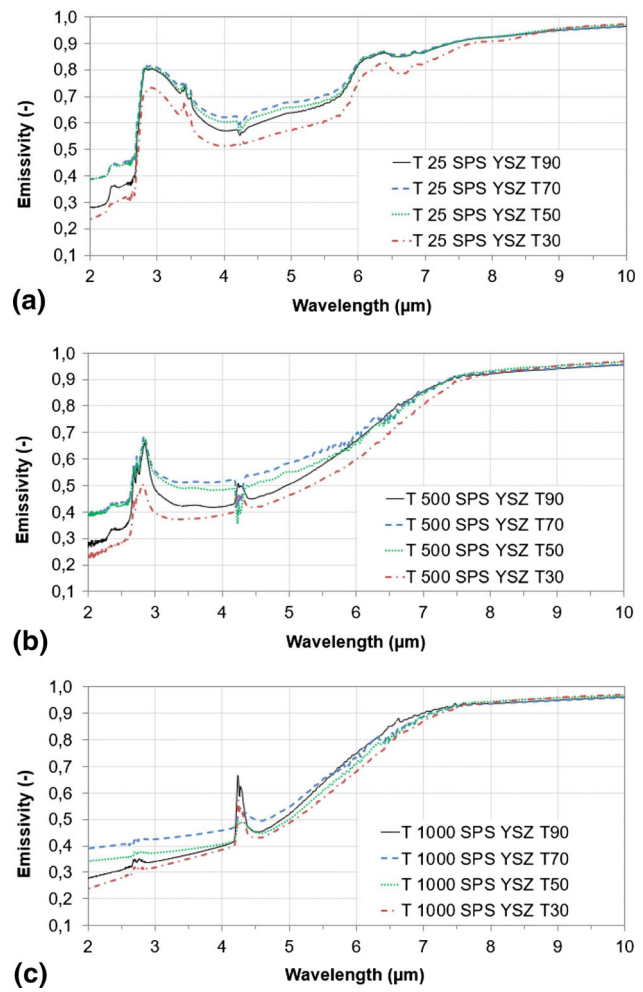 1,0
0,9
0,8
0,7
0,6
0,5
0,4
0,3
0,2
0,1
Emissivity (-)
T 25 SPS YSZ T90
T 25 SPS YSZ T70
T 25 SPS YSZ T50
T 25 SPS YSZ T30
2 3 4 5 6 7 8 9 10
(a)
Wavelength (µm)
1,0
0,9
0,8
0,7
0,6
0,5
0,4
0,3
0,2
0,1
Emissivity (-)
T 500 SPS YSZ T90
T 500 SPS YSZ T70
T 500 SPS YSZ T50
T 500 SPS YSZ T30
2 3 4 5 6 7 8 9 10
(b)
Wavelength (µm)
1,0
0,9
0,8
0,7
0,6
0,5
0,4
0,3
0,2
0,1
Emissivity (-)
T 1000 SPS YSZ T90
T 1000 SPS YSZ T70
T 1000 SPS YSZ T50
T 1000 SPS YSZ T30
2 3 4 5 6 7 8 9 10
(c)
Wavelength (µm)